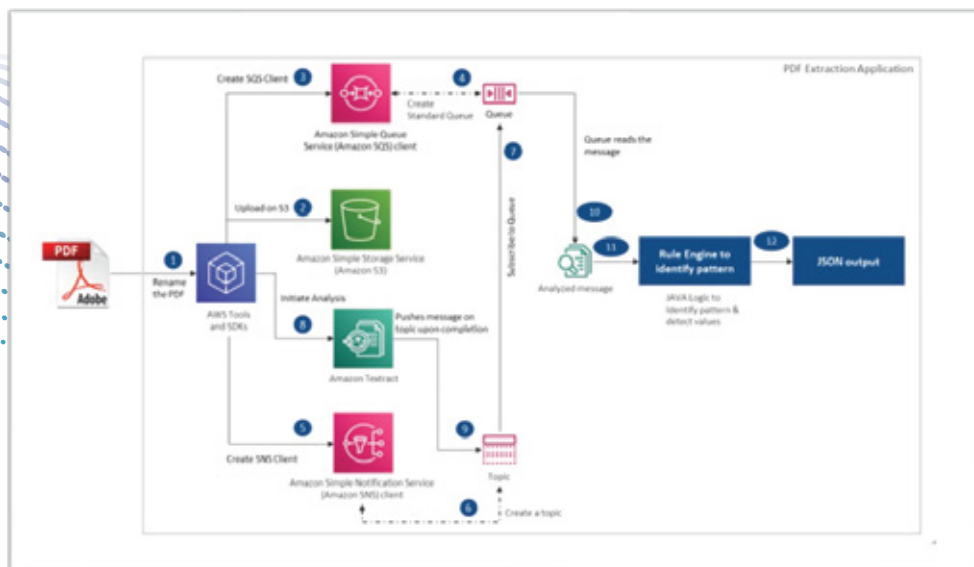 PDF Extraction Application
Create SQS Client
3
4
Create
Standard Queue
Queue
Amazon Simple Queue
Service (Amazon SQS) client
7
Queue reads the
message
Upload on S3
2
Subscribe to Queue
10
PDF
Adobe
1
Rename
the PDF
Amazon Simple Storage Service
(Amazon S3)
11
Rule Engine to
Identify pattern
12
JSON output
Analyzed message
JAVA Logic to
Identify pattern &
detect values
AWS Tools
and SDKs
Initiate Analysis
8
Pushes message on
topic upon completion
Amazon Textract
5
9
Create SNS Client
Topic
Amazon Simple Notification Service
(Amazon SNS) client
6
Create a topic